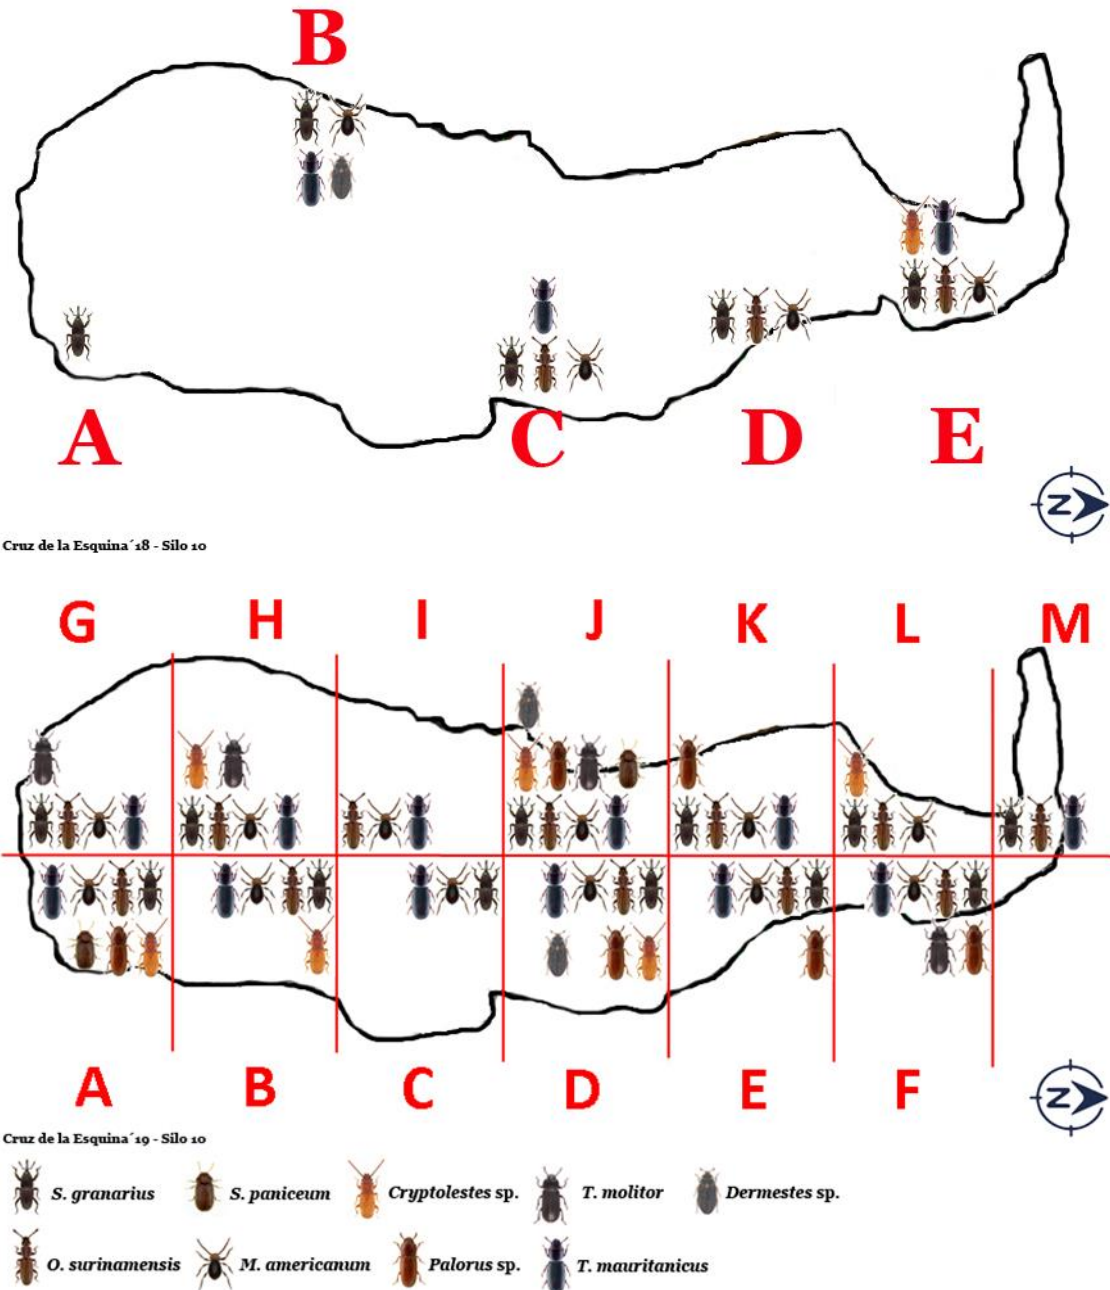 B
A
C
D
E
N
Cruz de la Esquina´18 - Silo 10
G H I J K L M
A B C D E F
N
Cruz de la Esquina´19 - Silo 10
S. granarius S. paniceum Cryptolestes sp. T. molitor Dermestes sp.
O. surinamensis M. americanum Palorus sp. T. mauritanicus